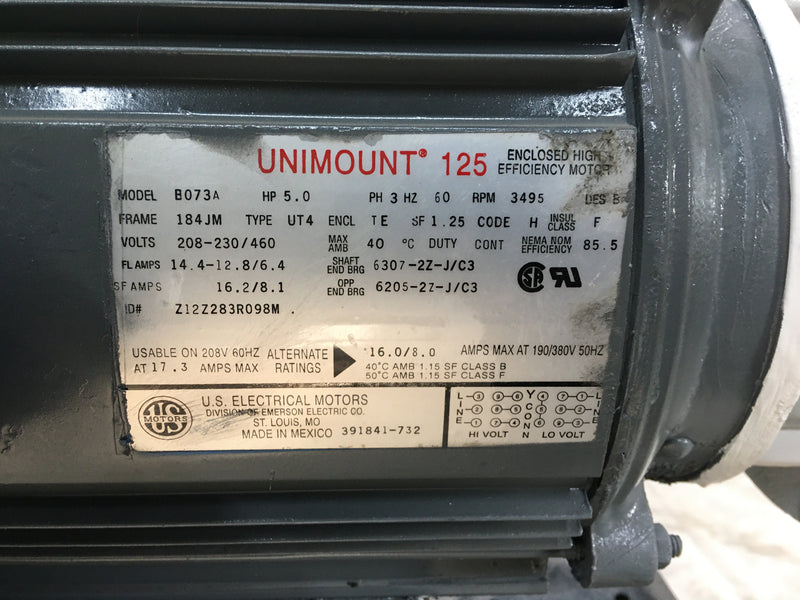 UNIMOUNT® 125 ENCLOSED HIGH EFFICIENCY MOTOR
MODEL B073A HP 5.0 PH 3 HZ 60 RPM 3495 DES B
FRAME 184JM TYPE UT4 ENCL TE SF 1.25 CODE H INSUL CLASS F
VOLTS 208-230/460 MAX AMB 40 °C DUTY CONT NEMA NOM EFFICIENCY 85.5
FL AMPS 14.4-12.8/6.4 SHAFT END BRG 6307-2Z-J/C3
SF AMPS 16.2/8.1 OPP END BRG 6205-2Z-J/C3
ID# Z12Z283R098M .
USABLE ON 208V 60HZ ALTERNATE 16.0/8.0 AMPS MAX AT 190/380V 50HZ
AT 17.3 AMPS MAX RATINGS 40°C AMB 1.15 SF CLASS B
50°C AMB 1.15 SF CLASS F
US MOTORS
U.S. ELECTRICAL MOTORS
DIVISION OF EMERSON ELECTRIC CO.
ST. LOUIS, MO
MADE IN MEXICO 391841-732
LINE Y CONN LINE
HI VOLT LO VOLT